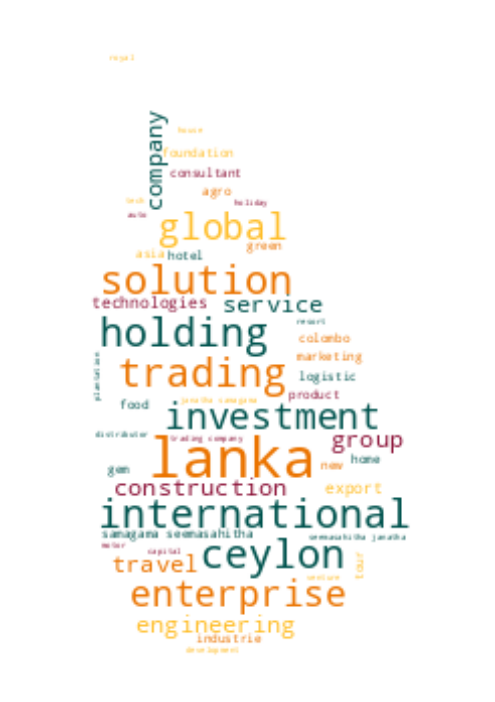 royal
company
house
foundation
consultant
agro
tech
holiday
auto
global
green
asia hotel
solution
technologies service
resort
holding
colombo
marketing
plantation
trading
logistic
product
food
janatha samagana
investment
distributor
trading company
group
lanka
new
home
gem
construction
export
international
samagama seemasahitha
seemasahitha janatha
motor
capital
ceylon
travel
tour
venture
enterprise
engineering
industrie
development